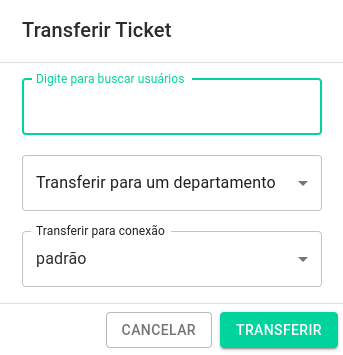 Transferir Ticket
Digite para buscar usuários
Transferir para um departamento
Transferir para conexão
padrão
CANCELAR
TRANSFERIR